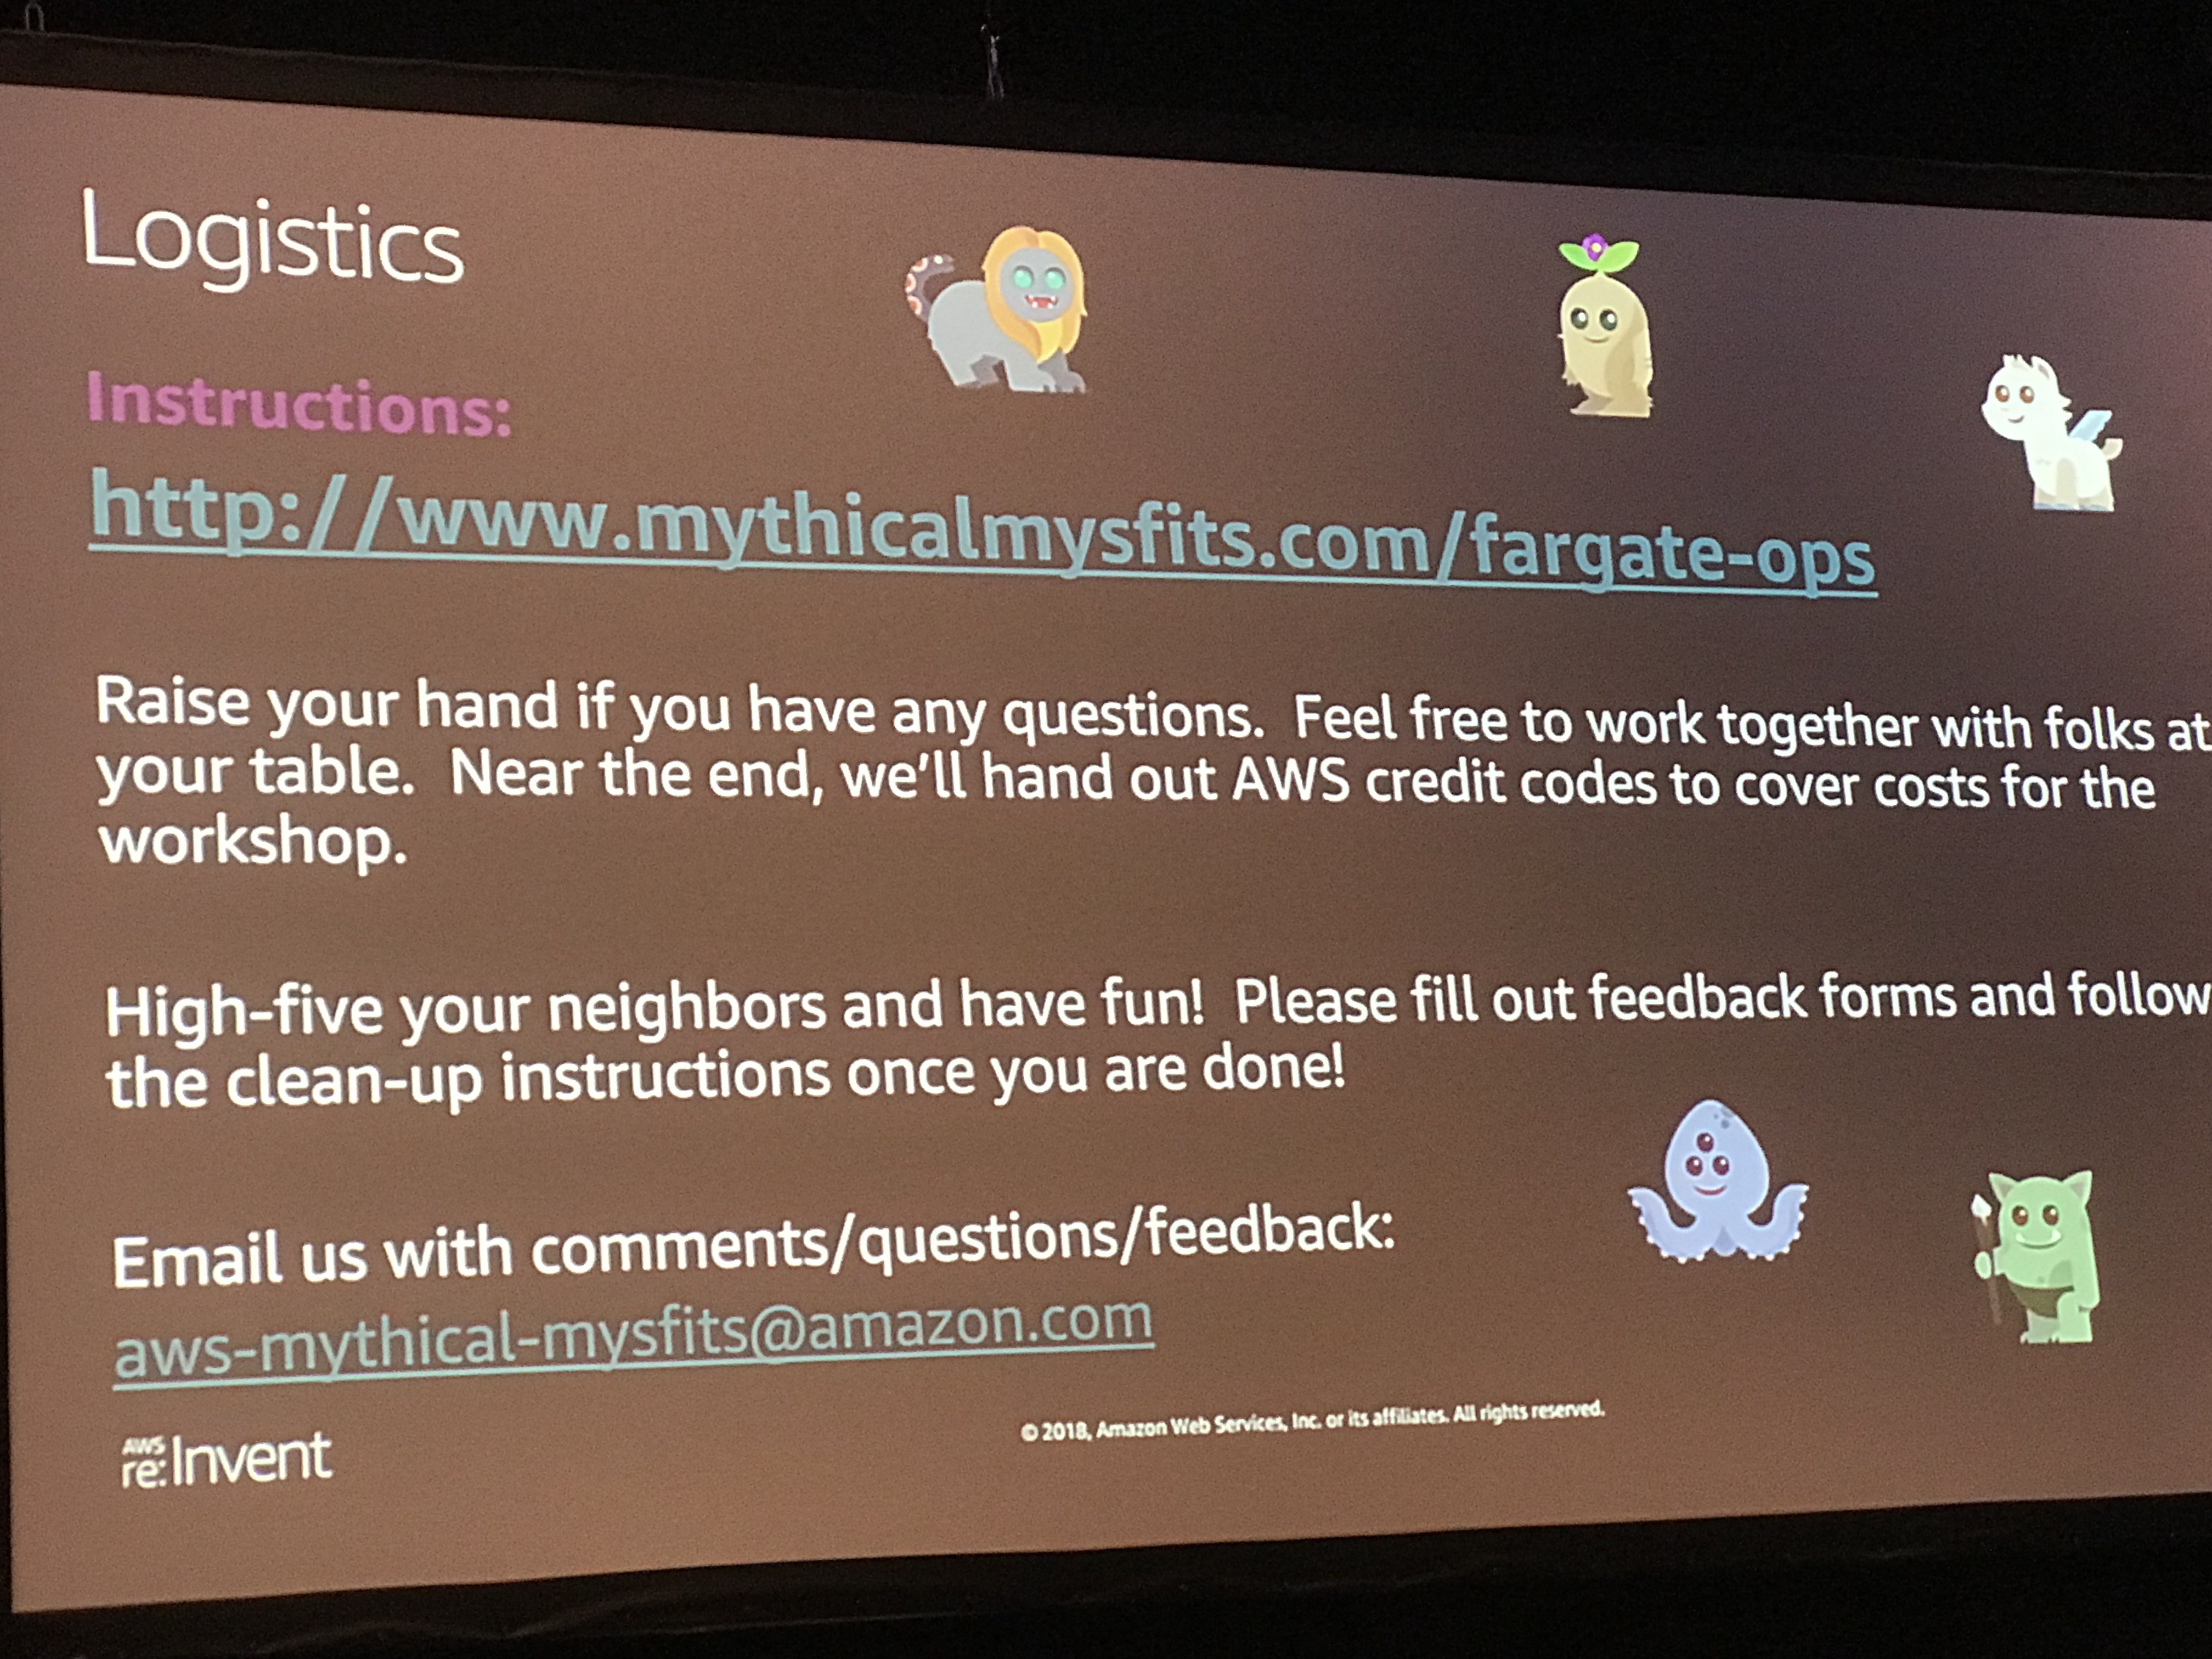 Logistics
Instructions:
http://www.mythicalmysfits.com/fargate-ops
Raise your hand if you have any questions.  Feel free to work together with folks at
your table.  Near the end, we'll hand out AWS credit codes to cover costs for the
workshop.
High-five your neighbors and have fun!  Please fill out feedback forms and follow
the clean-up instructions once you are done!
Email us with comments/questions/feedback:
aws-mythical-mysfits@amazon.com
AWS
re:Invent
© 2018, Amazon Web Services, Inc. or its affiliates. All rights reserved.